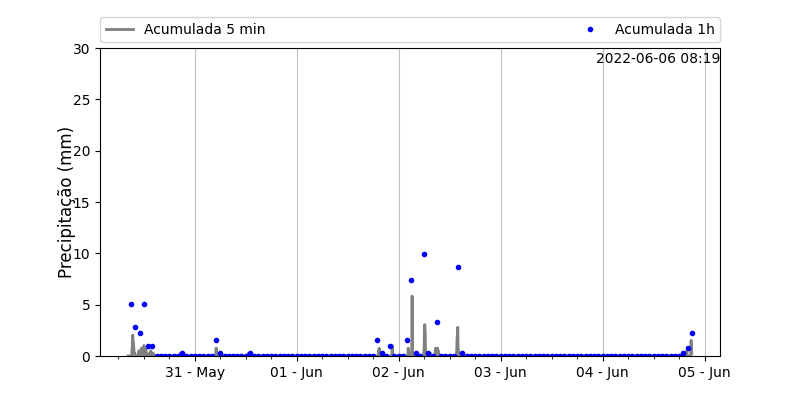 Acumulada 5 min
Acumulada 1h
2022-06-06 08:19
Precipitação (mm)
30
25
20
15
10
5
0
31 - May
01 - Jun
02 - Jun
03 - Jun
04 - Jun
05 - Jun